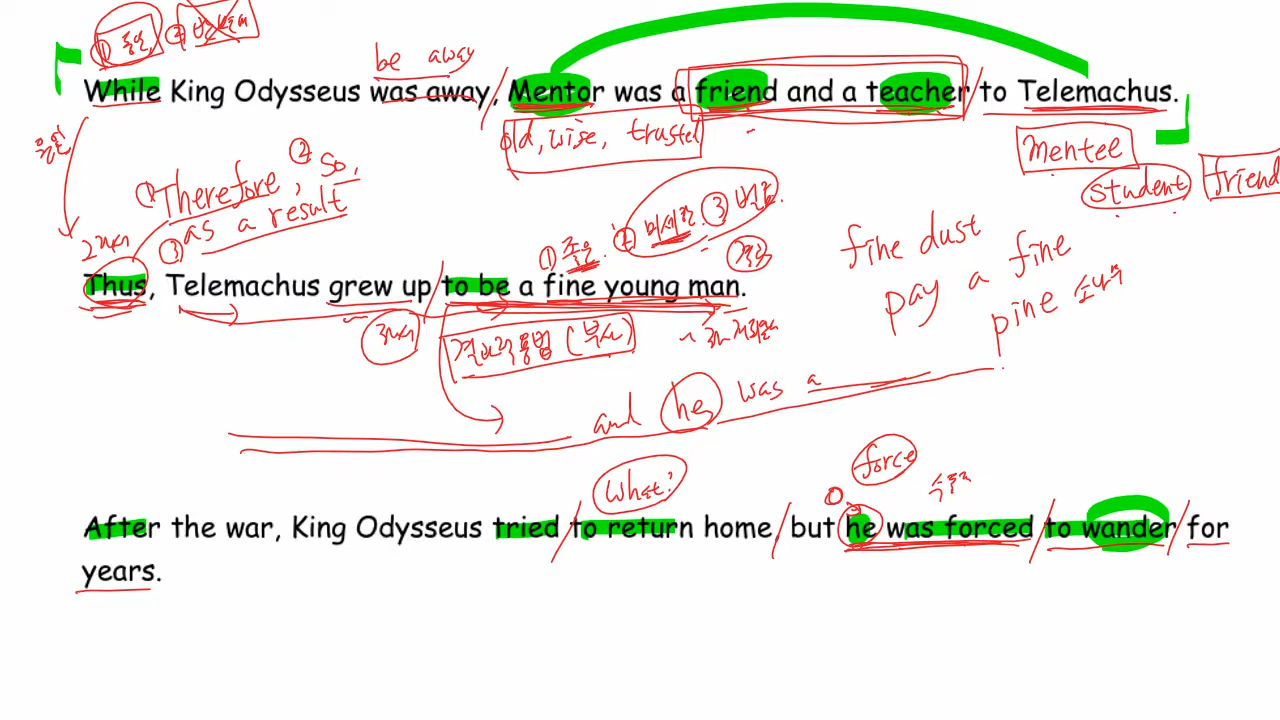 ① 동안, ②
be away
While King Odysseus was away, Mentor was a friend and a teacher to Telemachus.
old, wise, trusted
Mentee
student friend
① Therefore, ② so,
③ as a result
① 좋은, ② 미세한 ③ 벌금
fine dust
pay a fine
pine 소나무
Thus, Telemachus grew up to be a fine young man.
결과적 용법 (부사)
and he was a
force
What?
After the war, King Odysseus tried to return home, but he was forced to wander for
years.